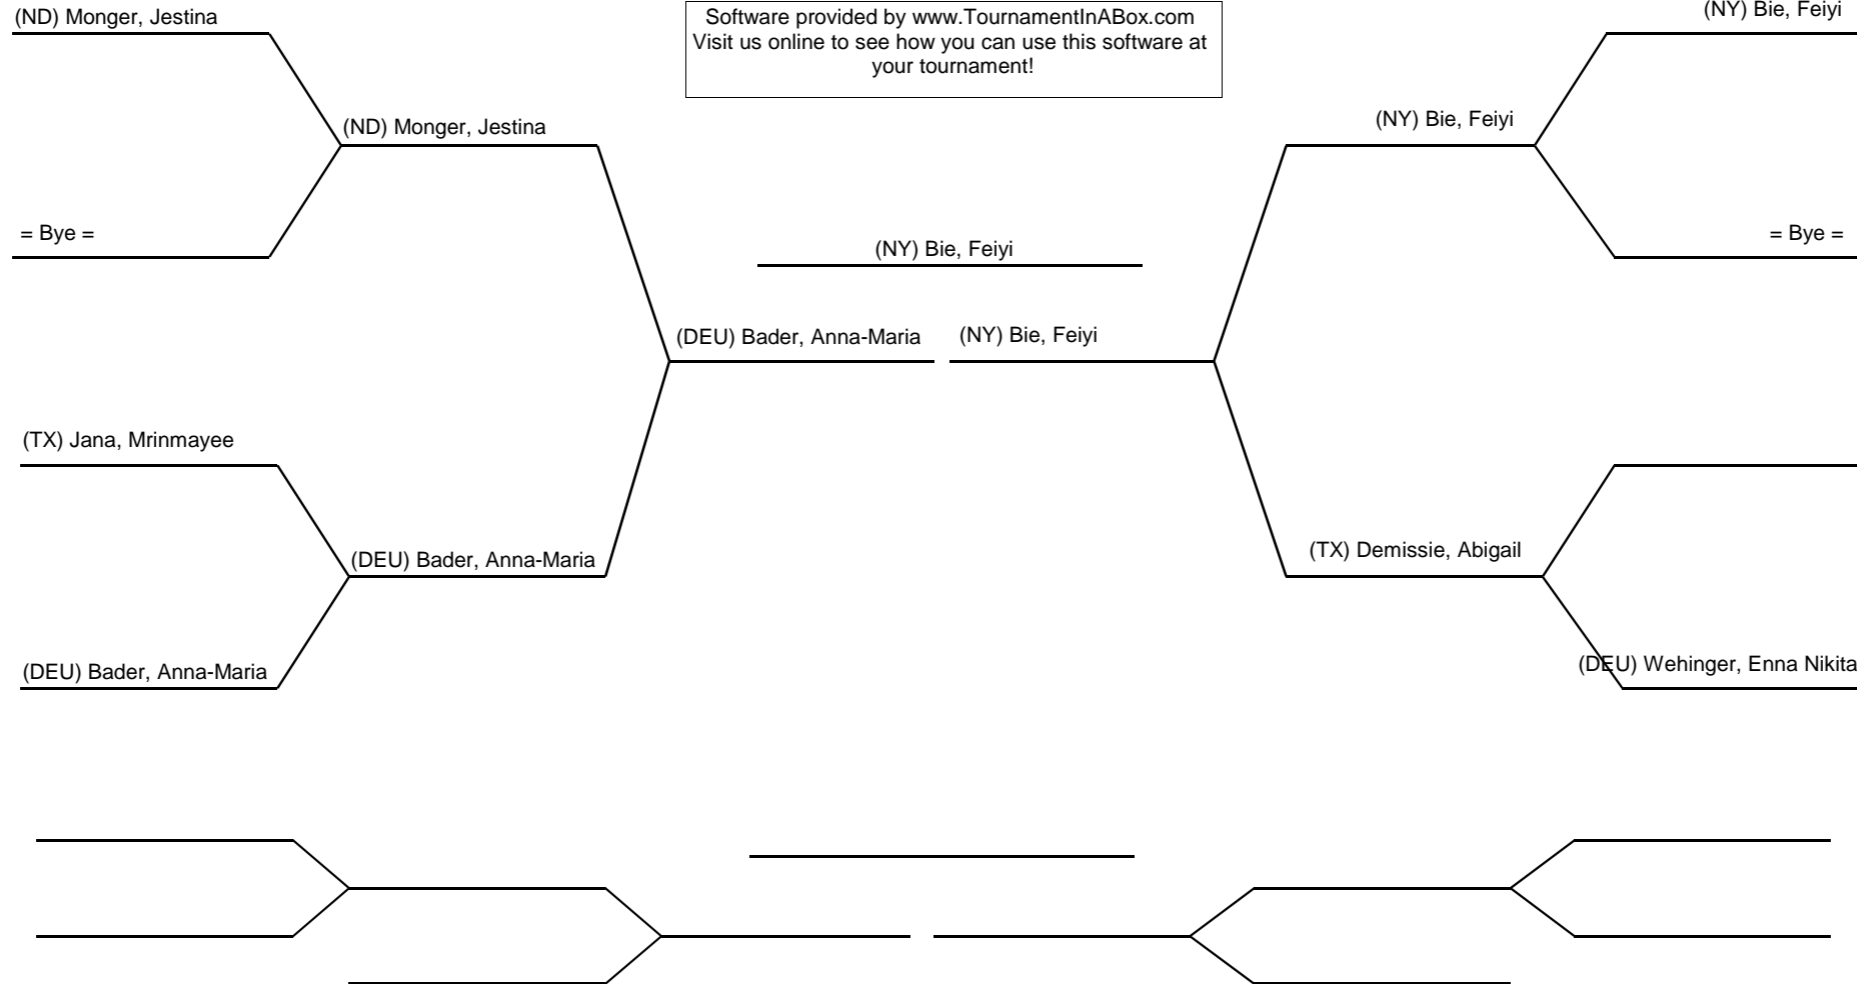 (ND) Monger, Jestina
Software provided by www.TournamentInABox.com
Visit us online to see how you can use this software at
your tournament!
(NY) Bie, Feiyi
(ND) Monger, Jestina
(NY) Bie, Feiyi
= Bye =
(NY) Bie, Feiyi
= Bye =
(DEU) Bader, Anna-Maria
(NY) Bie, Feiyi
(TX) Jana, Mrinmayee
(DEU) Bader, Anna-Maria
(TX) Demissie, Abigail
(DEU) Bader, Anna-Maria
(DEU) Wehinger, Enna Nikita